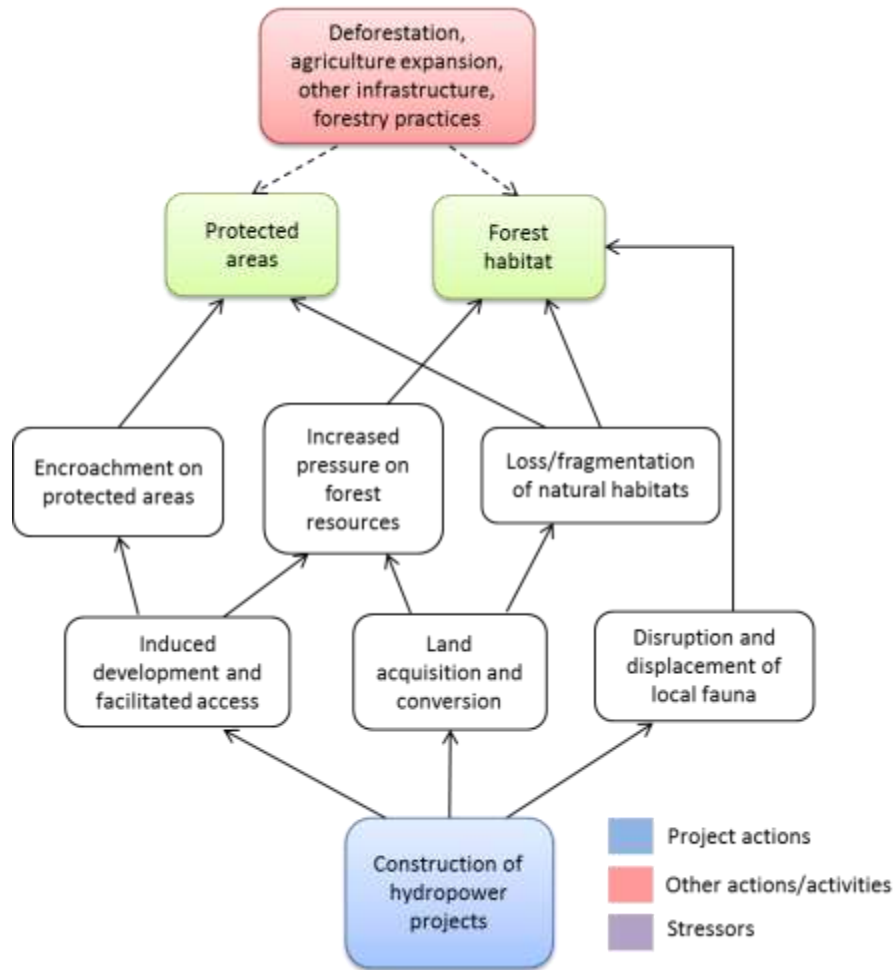 Deforestation,
agriculture expansion,
other infrastructure,
forestry practices
Protected
areas
Forest
habitat
Encroachment on
protected areas
Increased
pressure on
forest
resources
Loss/fragmentation
of natural habitats
Induced
development and
facilitated access
Land
acquisition and
conversion
Disruption and
displacement of
local fauna
Construction of
hydropower
projects
Project actions
Other actions/activities
Stressors